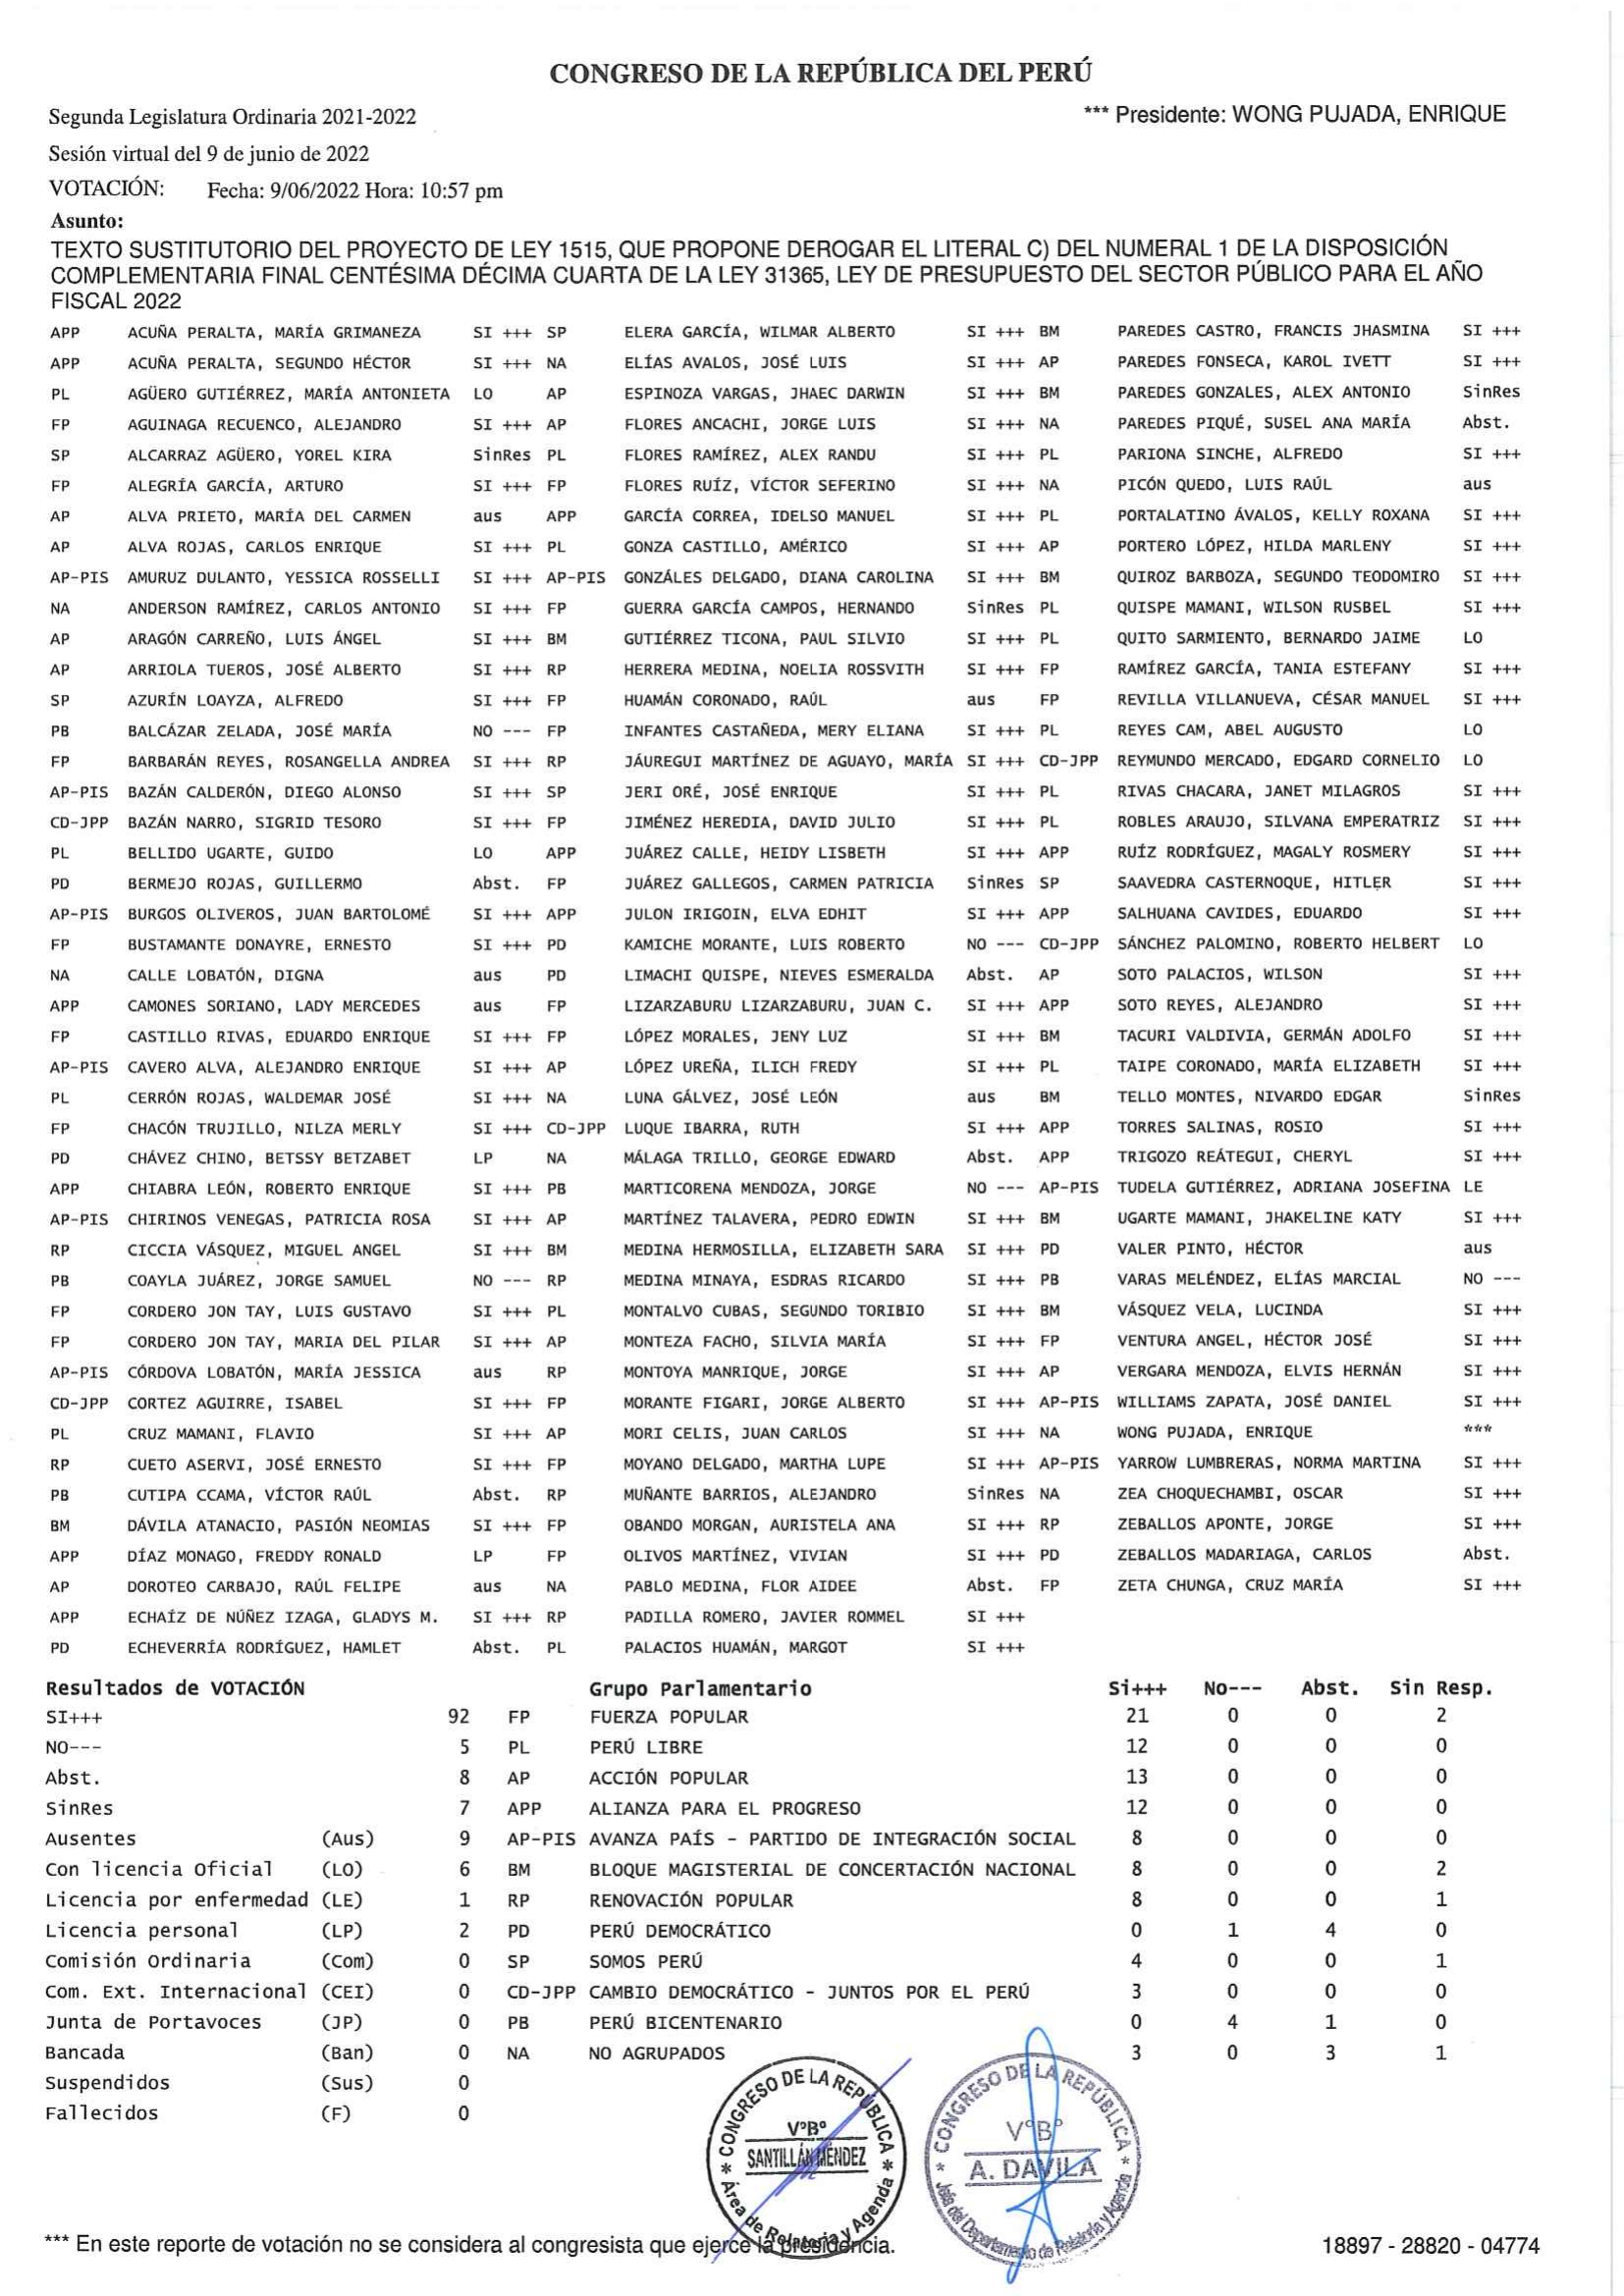 CONGRESO DE LA REPÚBLICA DEL PERÚ
Segunda Legislatura Ordinaria 2021-2022 *** Presidente: WONG PUJADA, ENRIQUE
Sesión virtual del 9 de junio de 2022
VOTACIÓN: Fecha: 9/06/2022 Hora: 10:57 pm
Asunto:
TEXTO SUSTITUTORIO DEL PROYECTO DE LEY 1515, QUE PROPONE DEROGAR EL LITERAL C) DEL NUMERAL 1 DE LA DISPOSICIÓN
COMPLEMENTARIA FINAL CENTÉSIMA DÉCIMA CUARTA DE LA LEY 31365, LEY DE PRESUPUESTO DEL SECTOR PÚBLICO PARA EL AÑO
FISCAL 2022
APP ACUÑA PERALTA, MARÍA GRIMANEZA SI +++ SP ELERA GARCÍA, WILMAR ALBERTO SI +++ BM PAREDES CASTRO, FRANCIS JHASMINA SI +++
APP ACUÑA PERALTA, SEGUNDO HÉCTOR SI +++ NA ELÍAS AVALOS, JOSÉ LUIS SI +++ AP PAREDES FONSECA, KAROL IVETT SI +++
PL AGÜERO GUTIÉRREZ, MARÍA ANTONIETA LO AP ESPINOZA VARGAS, JHAEC DARWIN SI +++ BM PAREDES GONZALES, ALEX ANTONIO SinRes
FP AGUINAGA RECUENCO, ALEJANDRO SI +++ AP FLORES ANCACHI, JORGE LUIS SI +++ NA PAREDES PIQUÉ, SUSEL ANA MARÍA Abst.
SP ALCARRAZ AGÜERO, YOREL KIRA SinRes PL FLORES RAMÍREZ, ALEX RANDU SI +++ PL PARIONA SINCHE, ALFREDO SI +++
FP ALEGRÍA GARCÍA, ARTURO SI +++ FP FLORES RUÍZ, VÍCTOR SEFERINO SI +++ NA PICÓN QUEDO, LUIS RAÚL aus
AP ALVA PRIETO, MARÍA DEL CARMEN aus APP GARCÍA CORREA, IDELSO MANUEL SI +++ PL PORTALATINO ÁVALOS, KELLY ROXANA SI +++
AP ALVA ROJAS, CARLOS ENRIQUE SI +++ PL GONZA CASTILLO, AMÉRICO SI +++ AP PORTERO LÓPEZ, HILDA MARLENY SI +++
AP-PIS AMURUZ DULANTO, YESSICA ROSSELLI SI +++ AP-PIS GONZÁLES DELGADO, DIANA CAROLINA SI +++ BM QUIROZ BARBOZA, SEGUNDO TEODOMIRO SI +++
NA ANDERSON RAMÍREZ, CARLOS ANTONIO SI +++ FP GUERRA GARCÍA CAMPOS, HERNANDO SinRes PL QUISPE MAMANI, WILSON RUSBEL SI +++
AP ARAGÓN CARREÑO, LUIS ÁNGEL SI +++ BM GUTIÉRREZ TICONA, PAUL SILVIO SI +++ PL QUITO SARMIENTO, BERNARDO JAIME LO
AP ARRIOLA TUEROS, JOSÉ ALBERTO SI +++ RP HERRERA MEDINA, NOELIA ROSSVITH SI +++ FP RAMÍREZ GARCÍA, TANIA ESTEFANY SI +++
SP AZURÍN LOAYZA, ALFREDO SI +++ FP HUAMÁN CORONADO, RAÚL aus FP REVILLA VILLANUEVA, CÉSAR MANUEL SI +++
PB BALCÁZAR ZELADA, JOSÉ MARÍA NO --- FP INFANTES CASTAÑEDA, MERY ELIANA SI +++ PL REYES CAM, ABEL AUGUSTO LO
FP BARBARÁN REYES, ROSANGELLA ANDREA SI +++ RP JÁUREGUI MARTÍNEZ DE AGUAYO, MARÍA SI +++ CD-JPP REYMUNDO MERCADO, EDGARD CORNELIO LO
AP-PIS BAZÁN CALDERÓN, DIEGO ALONSO SI +++ SP JERI ORÉ, JOSÉ ENRIQUE SI +++ PL RIVAS CHACARA, JANET MILAGROS SI +++
CD-JPP BAZÁN NARRO, SIGRID TESORO SI +++ FP JIMÉNEZ HEREDIA, DAVID JULIO SI +++ PL ROBLES ARAUJO, SILVANA EMPERATRIZ SI +++
PL BELLIDO UGARTE, GUIDO LO APP JUÁREZ CALLE, HEIDY LISBETH SI +++ APP RUÍZ RODRÍGUEZ, MAGALY ROSMERY SI +++
PD BERMEJO ROJAS, GUILLERMO Abst. FP JUÁREZ GALLEGOS, CARMEN PATRICIA SinRes SP SAAVEDRA CASTERNOQUE, HITLER SI +++
AP-PIS BURGOS OLIVEROS, JUAN BARTOLOMÉ SI +++ APP JULON IRIGOIN, ELVA EDHIT SI +++ APP SALHUANA CAVIDES, EDUARDO SI +++
FP BUSTAMANTE DONAYRE, ERNESTO SI +++ PD KAMICHE MORANTE, LUIS ROBERTO NO --- CD-JPP SÁNCHEZ PALOMINO, ROBERTO HELBERT LO
NA CALLE LOBATÓN, DIGNA aus PD LIMACHI QUISPE, NIEVES ESMERALDA Abst. AP SOTO PALACIOS, WILSON SI +++
APP CAMONES SORIANO, LADY MERCEDES aus FP LIZARZABURU LIZARZABURU, JUAN C. SI +++ APP SOTO REYES, ALEJANDRO SI +++
FP CASTILLO RIVAS, EDUARDO ENRIQUE SI +++ FP LÓPEZ MORALES, JENY LUZ SI +++ BM TACURI VALDIVIA, GERMÁN ADOLFO SI +++
AP-PIS CAVERO ALVA, ALEJANDRO ENRIQUE SI +++ AP LÓPEZ UREÑA, ILICH FREDY SI +++ PL TAIPE CORONADO, MARÍA ELIZABETH SI +++
PL CERRÓN ROJAS, WALDEMAR JOSÉ SI +++ NA LUNA GÁLVEZ, JOSÉ LEÓN aus BM TELLO MONTES, NIVARDO EDGAR SinRes
FP CHACÓN TRUJILLO, NILZA MERLY SI +++ CD-JPP LUQUE IBARRA, RUTH SI +++ APP TORRES SALINAS, ROSIO SI +++
PD CHÁVEZ CHINO, BETSSY BETZABET LP NA MÁLAGA TRILLO, GEORGE EDWARD Abst. APP TRIGOZO REÁTEGUI, CHERYL SI +++
APP CHIABRA LEÓN, ROBERTO ENRIQUE SI +++ PB MARTICORENA MENDOZA, JORGE NO --- AP-PIS TUDELA GUTIÉRREZ, ADRIANA JOSEFINA LE
AP-PIS CHIRINOS VENEGAS, PATRICIA ROSA SI +++ AP MARTÍNEZ TALAVERA, PEDRO EDWIN SI +++ BM UGARTE MAMANI, JHAKELINE KATY SI +++
RP CICCIA VÁSQUEZ, MIGUEL ANGEL SI +++ BM MEDINA HERMOSILLA, ELIZABETH SARA SI +++ PD VALER PINTO, HÉCTOR aus
PB COAYLA JUÁREZ, JORGE SAMUEL NO --- RP MEDINA MINAYA, ESDRAS RICARDO SI +++ PB VARAS MELÉNDEZ, ELÍAS MARCIAL NO ---
FP CORDERO JON TAY, LUIS GUSTAVO SI +++ PL MONTALVO CUBAS, SEGUNDO TORIBIO SI +++ BM VÁSQUEZ VELA, LUCINDA SI +++
FP CORDERO JON TAY, MARIA DEL PILAR SI +++ AP MONTEZA FACHO, SILVIA MARÍA SI +++ FP VENTURA ANGEL, HÉCTOR JOSÉ SI +++
AP-PIS CÓRDOVA LOBATÓN, MARÍA JESSICA aus RP MONTOYA MANRIQUE, JORGE SI +++ AP VERGARA MENDOZA, ELVIS HERNÁN SI +++
CD-JPP CORTEZ AGUIRRE, ISABEL SI +++ FP MORANTE FIGARI, JORGE ALBERTO SI +++ AP-PIS WILLIAMS ZAPATA, JOSÉ DANIEL SI +++
PL CRUZ MAMANI, FLAVIO SI +++ AP MORI CELIS, JUAN CARLOS SI +++ NA WONG PUJADA, ENRIQUE ***
RP CUETO ASERVI, JOSÉ ERNESTO SI +++ FP MOYANO DELGADO, MARTHA LUPE SI +++ AP-PIS YARROW LUMBRERAS, NORMA MARTINA SI +++
PB CUTIPA CCAMA, VÍCTOR RAÚL Abst. RP MUÑANTE BARRIOS, ALEJANDRO SinRes NA ZEA CHOQUECHAMBI, OSCAR SI +++
BM DÁVILA ATANACIO, PASIÓN NEOMIAS SI +++ FP OBANDO MORGAN, AURISTELA ANA SI +++ RP ZEBALLOS APONTE, JORGE SI +++
APP DÍAZ MONAGO, FREDDY RONALD LP FP OLIVOS MARTÍNEZ, VIVIAN SI +++ PD ZEBALLOS MADARIAGA, CARLOS Abst.
AP DOROTEO CARBAJO, RAÚL FELIPE aus NA PABLO MEDINA, FLOR AIDEE Abst. FP ZETA CHUNGA, CRUZ MARÍA SI +++
APP ECHAÍZ DE NÚÑEZ IZAGA, GLADYS M. SI +++ RP PADILLA ROMERO, JAVIER ROMMEL SI +++
PD ECHEVERRÍA RODRÍGUEZ, HAMLET Abst. PL PALACIOS HUAMÁN, MARGOT SI +++
Resultados de VOTACIÓN Grupo Parlamentario Si+++ No--- Abst. Sin Resp.
SI+++ 92 FP FUERZA POPULAR 21 0 0 2
NO--- 5 PL PERÚ LIBRE 12 0 0 0
Abst. 8 AP ACCIÓN POPULAR 13 0 0 0
SinRes 7 APP ALIANZA PARA EL PROGRESO 12 0 0 0
Ausentes (Aus) 9 AP-PIS AVANZA PAÍS - PARTIDO DE INTEGRACIÓN SOCIAL 8 0 0 0
Con licencia Oficial (LO) 6 BM BLOQUE MAGISTERIAL DE CONCERTACIÓN NACIONAL 8 0 0 2
Licencia por enfermedad (LE) 1 RP RENOVACIÓN POPULAR 8 0 0 1
Licencia personal (LP) 2 PD PERÚ DEMOCRÁTICO 0 1 4 0
Comisión Ordinaria (Com) 0 SP SOMOS PERÚ 4 0 0 1
Com. Ext. Internacional (CEI) 0 CD-JPP CAMBIO DEMOCRÁTICO - JUNTOS POR EL PERÚ 3 0 0 0
Junta de Portavoces (JP) 0 PB PERÚ BICENTENARIO 0 4 1 0
Bancada (Ban) 0 NA NO AGRUPADOS 3 0 3 1
Suspendidos (Sus) 0
Fallecidos (F) 0
* CONGRESO DE LA REPÚBLICA *
V°B°
SANTILLÁN MÉNDEZ
Área de Relatoría y Agenda
* CONGRESO DE LA REPÚBLICA *
V°B°
A. DAVILA
Jefa del Departamento de Relatoría y Agenda
*** En este reporte de votación no se considera al congresista que ejerce la presidencia. 18897 - 28820 - 04774